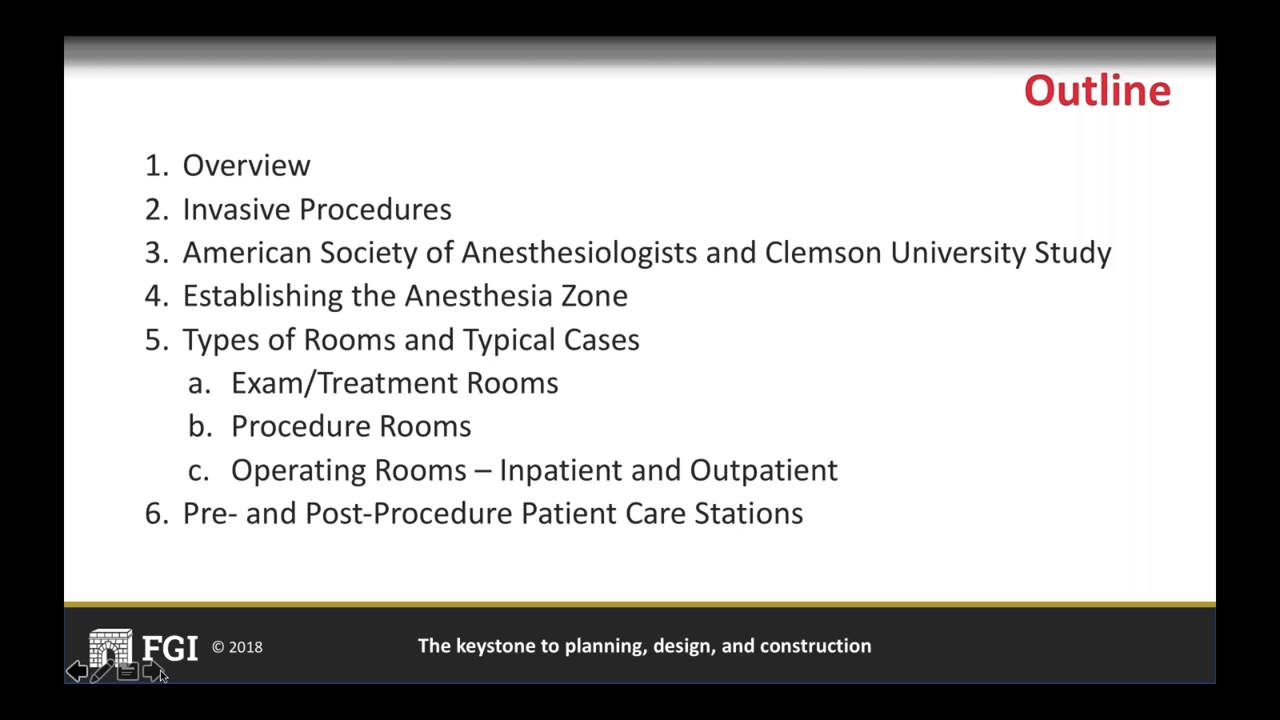 Outline
1. Overview
2. Invasive Procedures
3. American Society of Anesthesiologists and Clemson University Study
4. Establishing the Anesthesia Zone
5. Types of Rooms and Typical Cases
a. Exam/Treatment Rooms
b. Procedure Rooms
c. Operating Rooms – Inpatient and Outpatient
6. Pre- and Post-Procedure Patient Care Stations
FGI © 2018 The keystone to planning, design, and construction